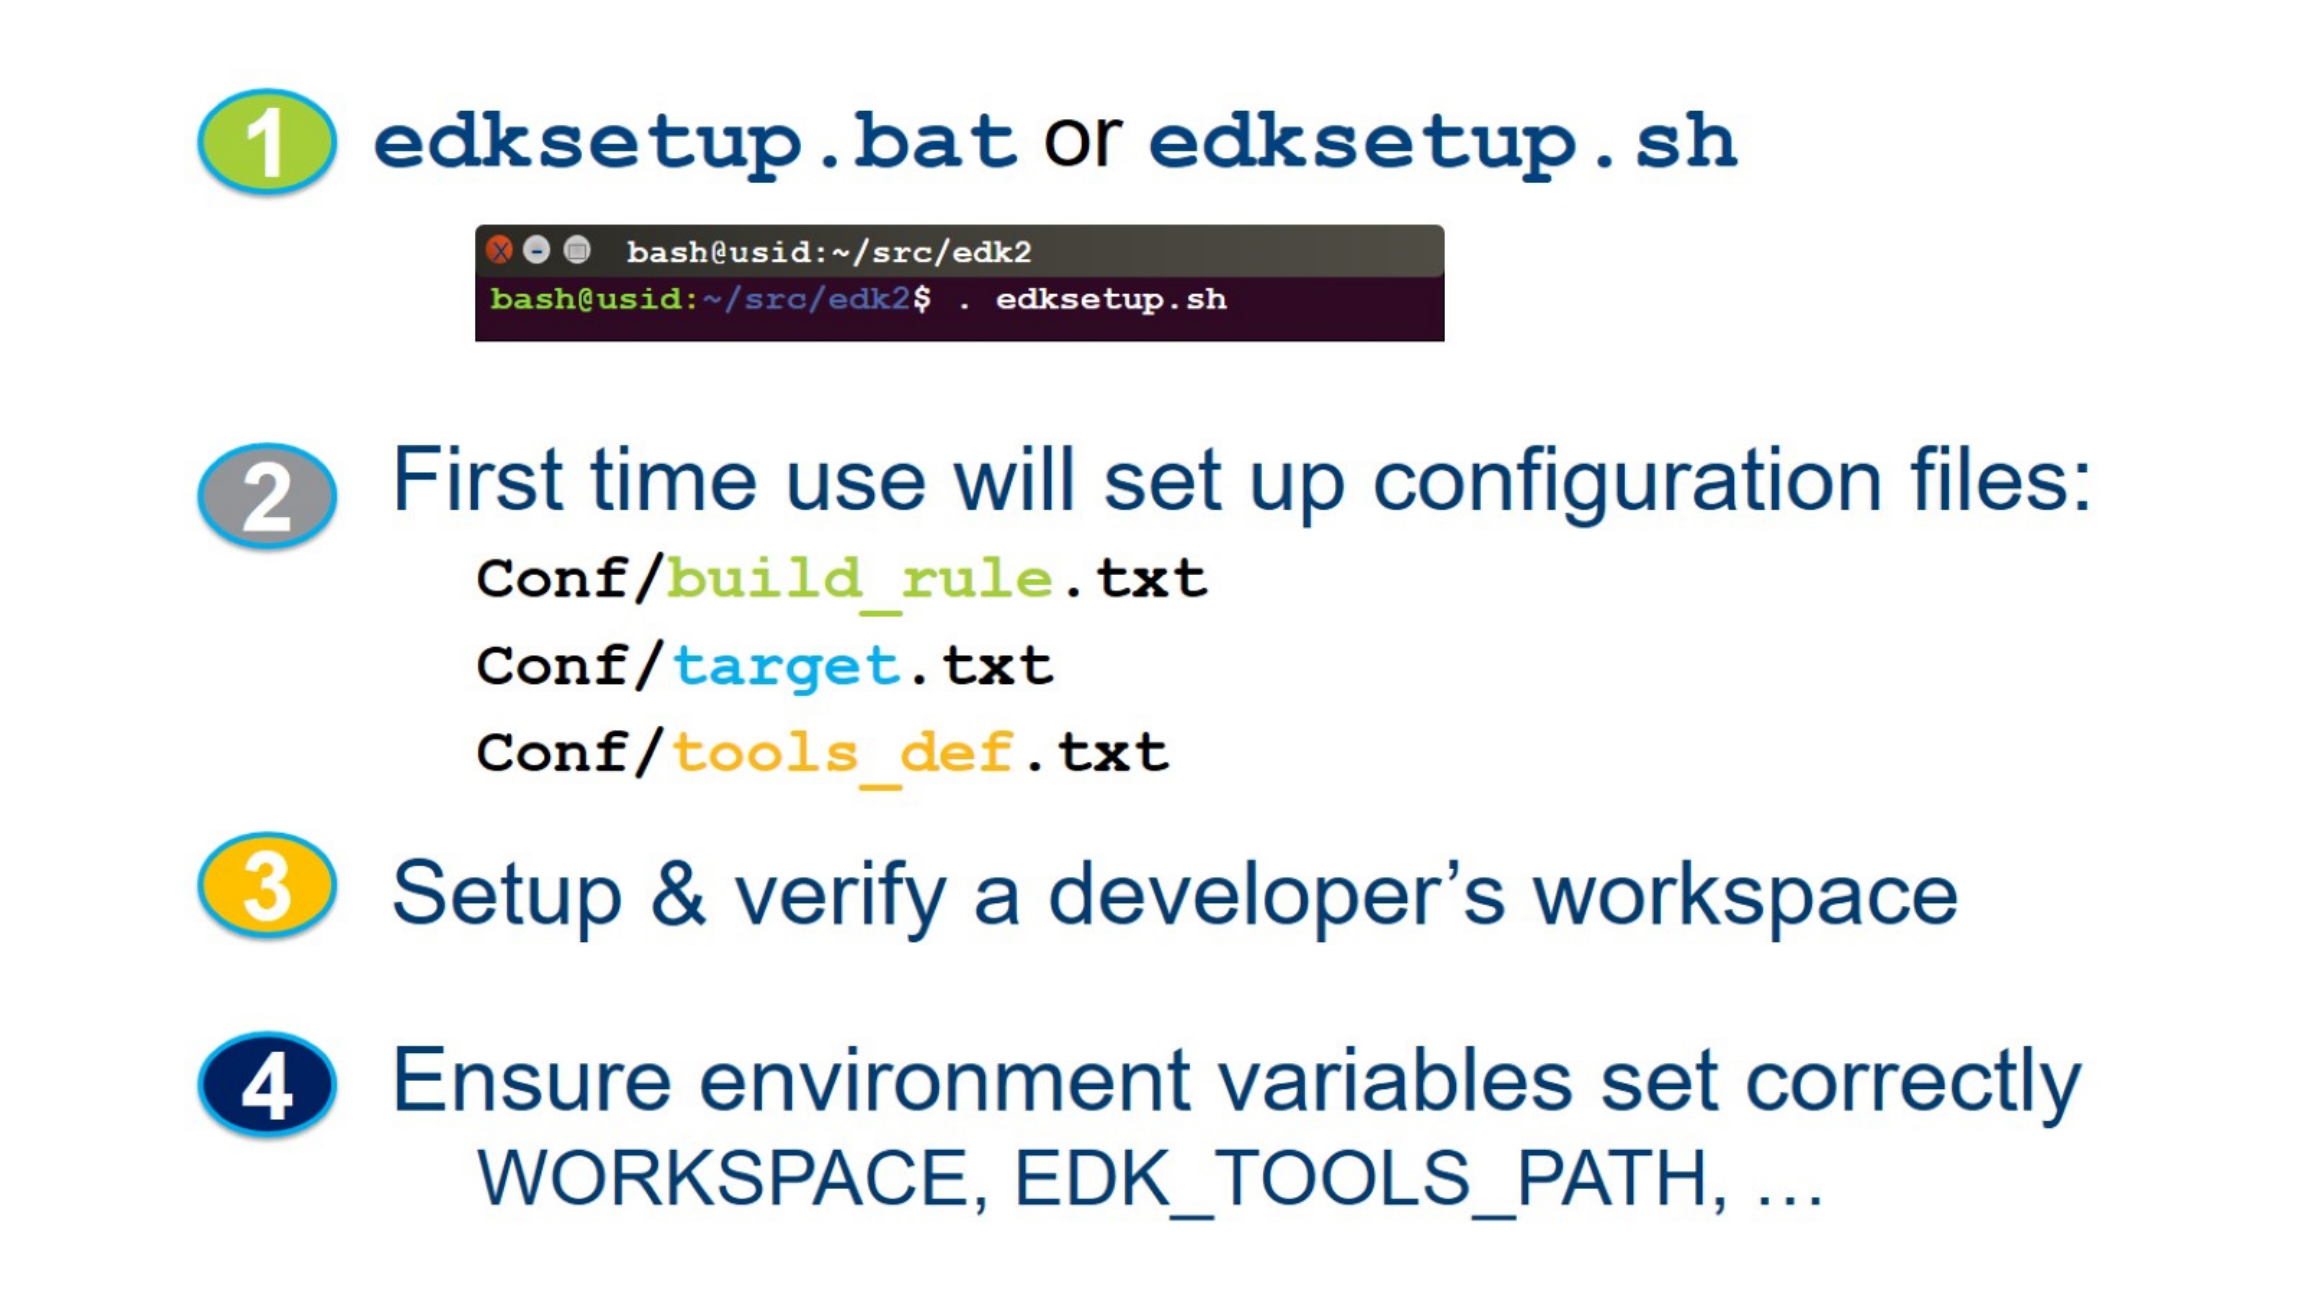 1 edksetup.bat or edksetup.sh
X - bash@usid:~/src/edk2
bash@usid:~/src/edk2$ . edksetup.sh
2 First time use will set up configuration files:
Conf/build_rule.txt
Conf/target.txt
Conf/tools_def.txt
3 Setup & verify a developer’s workspace
4 Ensure environment variables set correctly
WORKSPACE, EDK_TOOLS_PATH, ...